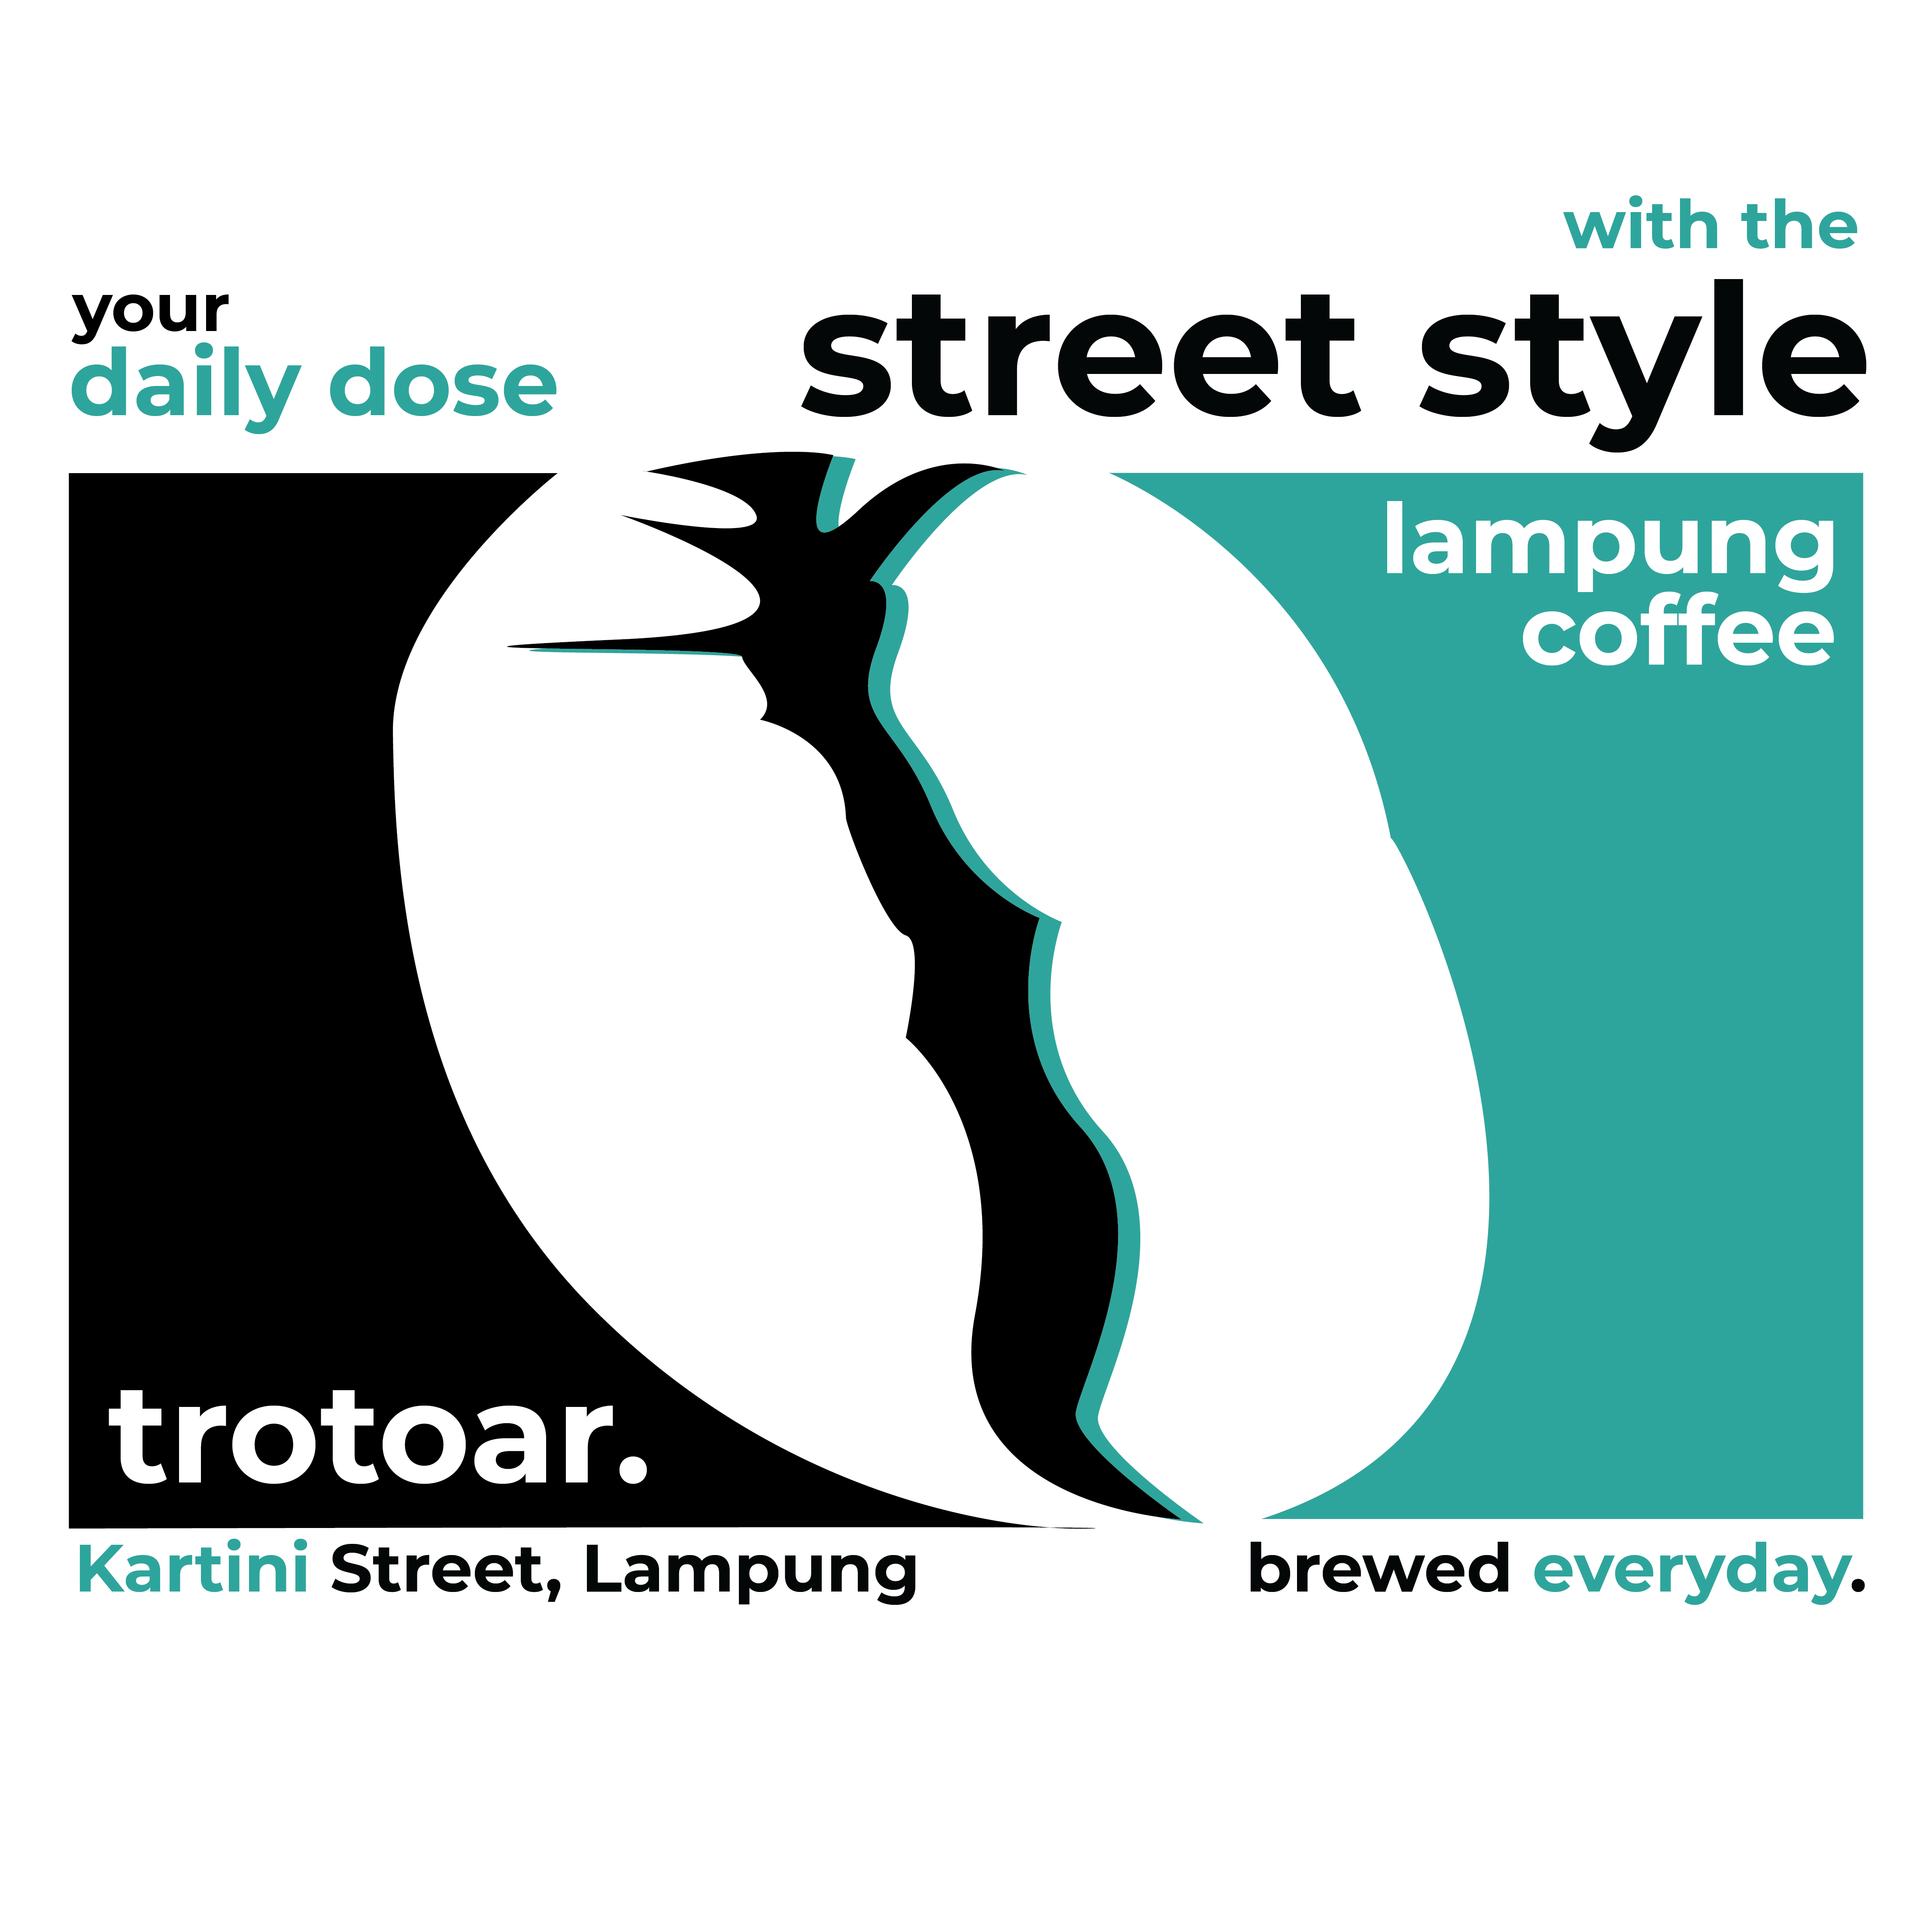 your
daily dose
with the
street style
lampung
coffee
trotoar.
Kartini Street, Lampung
brewed everyday.